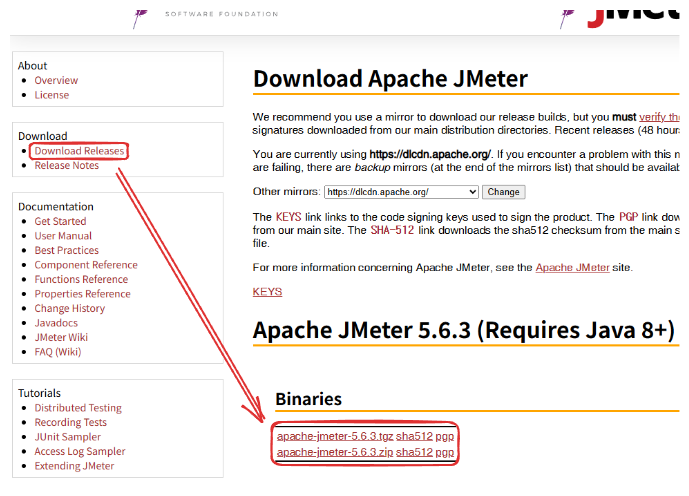 SOFTWARE FOUNDATION
About
Overview
License
Download
Download Releases
Release Notes
Documentation
Get Started
User Manual
Best Practices
Component Reference
Functions Reference
Properties Reference
Change History
Javadocs
JMeter Wiki
FAQ (Wiki)
Tutorials
Distributed Testing
Recording Tests
JUnit Sampler
Access Log Sampler
Extending JMeter
Download Apache JMeter
We recommend you use a mirror to download our release builds, but you must verify the
signatures downloaded from our main distribution directories. Recent releases (48 hours
You are currently using https://dlcdn.apache.org/. If you encounter a problem with this
are failing, there are backup mirrors (at the end of the mirrors list) that should be
Other mirrors: https://dlcdn.apache.org/ Change
The KEYS link links to the code signing keys used to sign the product. The PGP link
from our main site. The SHA-512 link downloads the sha512 checksum from the main
file.
For more information concerning Apache JMeter, see the Apache JMeter site.
KEYS
Apache JMeter 5.6.3 (Requires Java 8+)
Binaries
apache-jmeter-5.6.3.tgz sha512 pgp
apache-jmeter-5.6.3.zip sha512 pgp